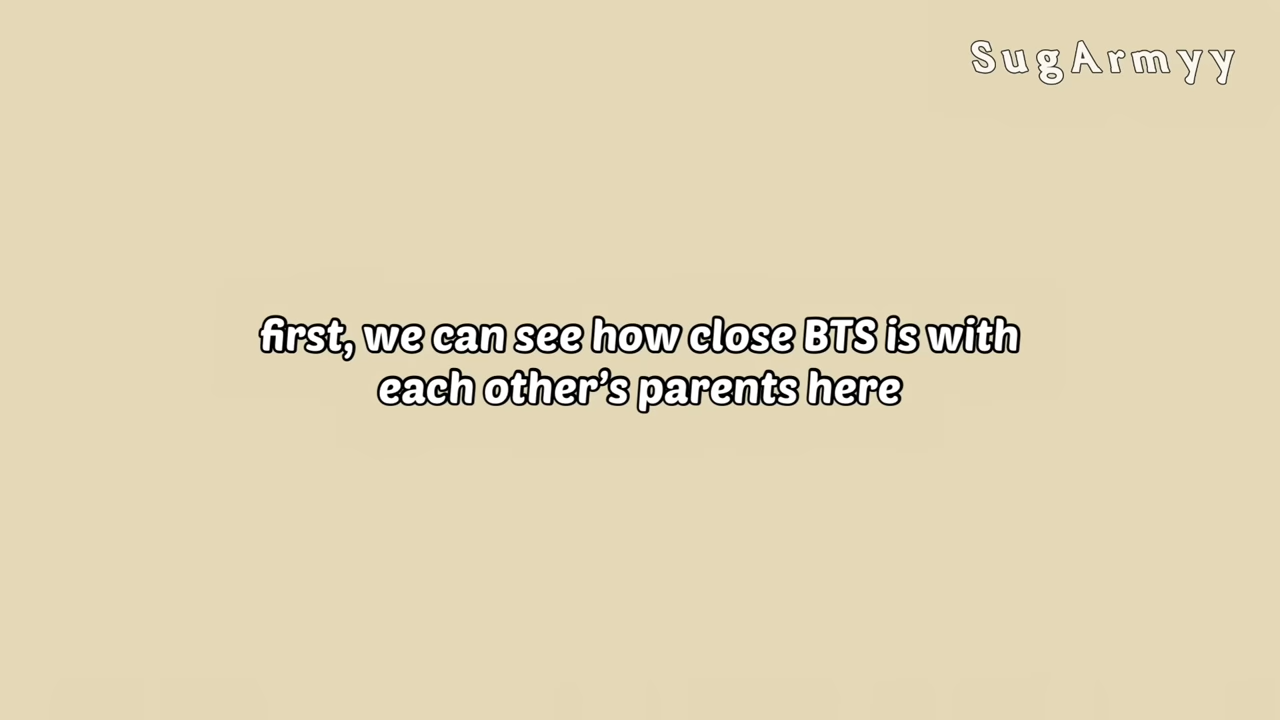 SugArmyy
first, we can see how close BTS is with
each other’s parents here